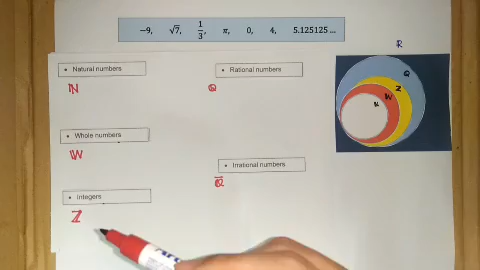 −9, √7, 1/3, π, 0, 4, 5.125125...
R
• Natural numbers
N
• Rational numbers
Q
Q
Z
W
N
• Whole numbers
W
• Irrational numbers
Q̅
• Integers
Z